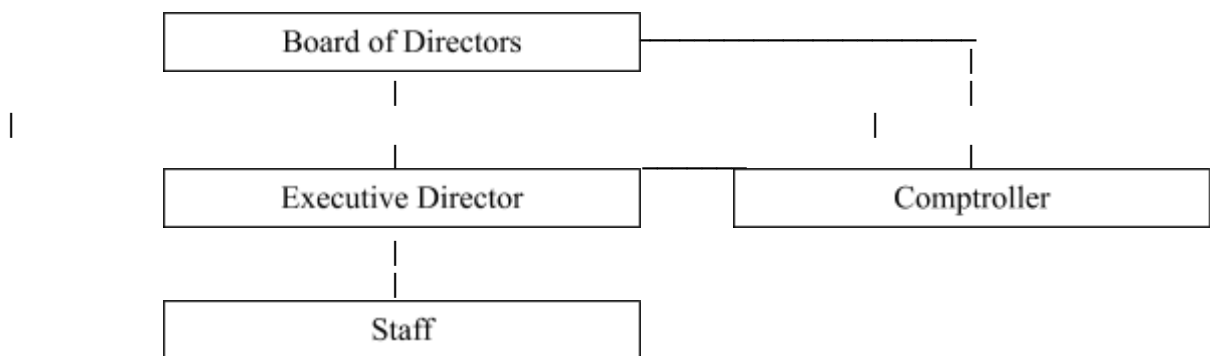 Board of Directors
Executive Director
Comptroller
Staff